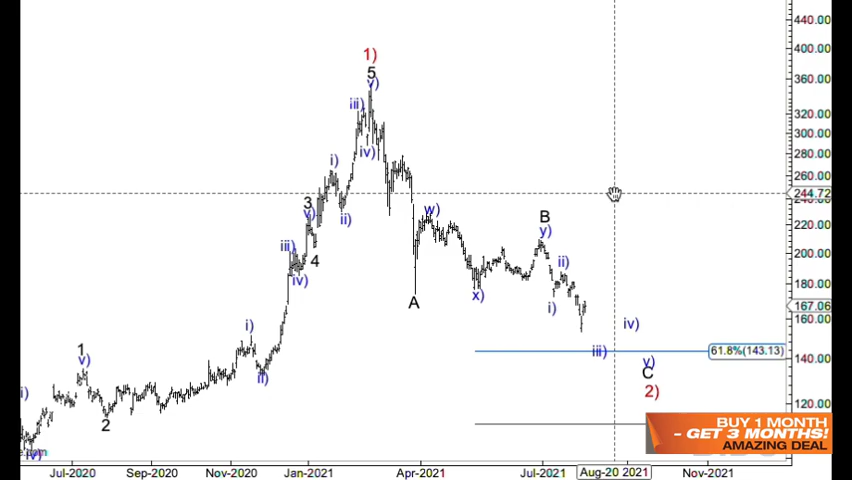 440.00
400.00
360.00
320.00
300.00
280.00
260.00
244.72
220.00
200.00
180.00
167.06
160.00
140.00
120.00
1)
5
v)
iii)
iv)
i)
ii)
3
v)
4
iii)
iv)
i)
ii)
1
v)
2
i)
iv)
w)
A
x)
B
y)
ii)
i)
iv)
iii)
v)
C
2)
61.8%(143.13)
BUY 1 MONTH
- GET 3 MONTHS!
AMAZING DEAL
Jul-2020
Sep-2020
Nov-2020
Jan-2021
Apr-2021
Jul-2021
Aug-20 2021
Nov-2021